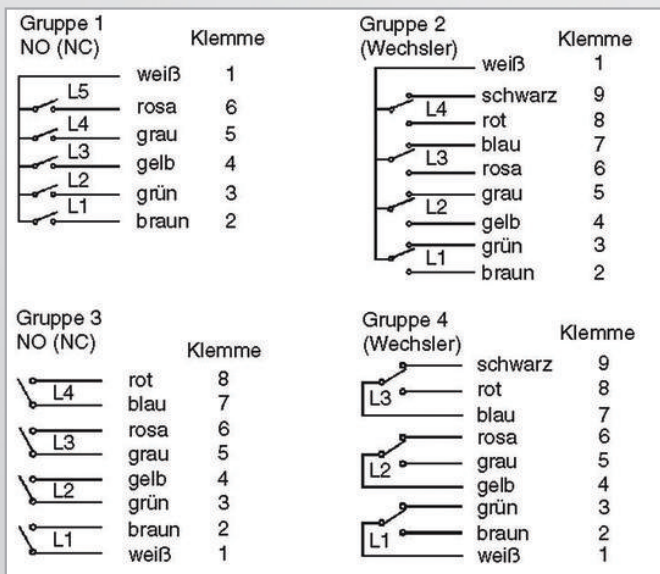 Gruppe 1
NO (NC)
Klemme
weiß 1
L5
rosa 6
L4
grau 5
L3
gelb 4
L2
grün 3
L1
braun 2
Gruppe 2
(Wechsler)
Klemme
weiß 1
schwarz 9
L4
rot 8
blau 7
L3
rosa 6
grau 5
L2
gelb 4
grün 3
L1
braun 2
Gruppe 3
NO (NC)
Klemme
rot 8
L4
blau 7
rosa 6
L3
grau 5
gelb 4
L2
grün 3
braun 2
L1
weiß 1
Gruppe 4
(Wechsler)
Klemme
schwarz 9
rot 8
L3
blau 7
rosa 6
grau 5
L2
gelb 4
grün 3
braun 2
L1
weiß 1